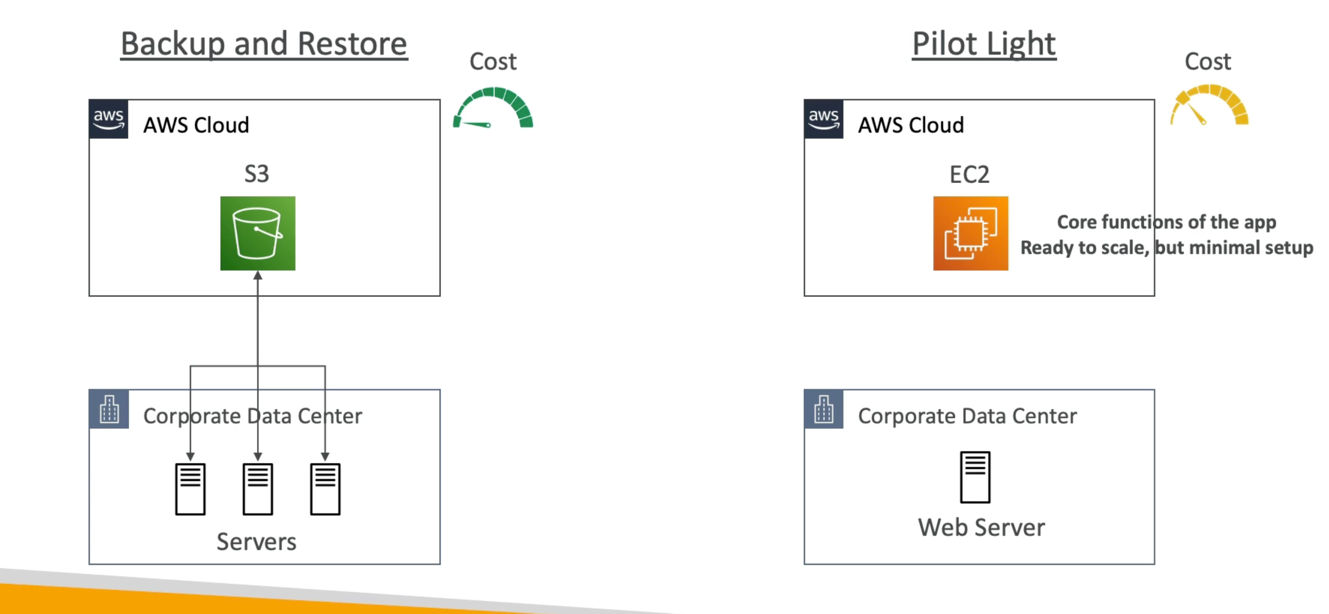 Backup and Restore
Cost
aws
AWS Cloud
S3
Corporate Data Center
Servers
Pilot Light
Cost
aws
AWS Cloud
EC2
Core functions of the app
Ready to scale, but minimal setup
Corporate Data Center
Web Server